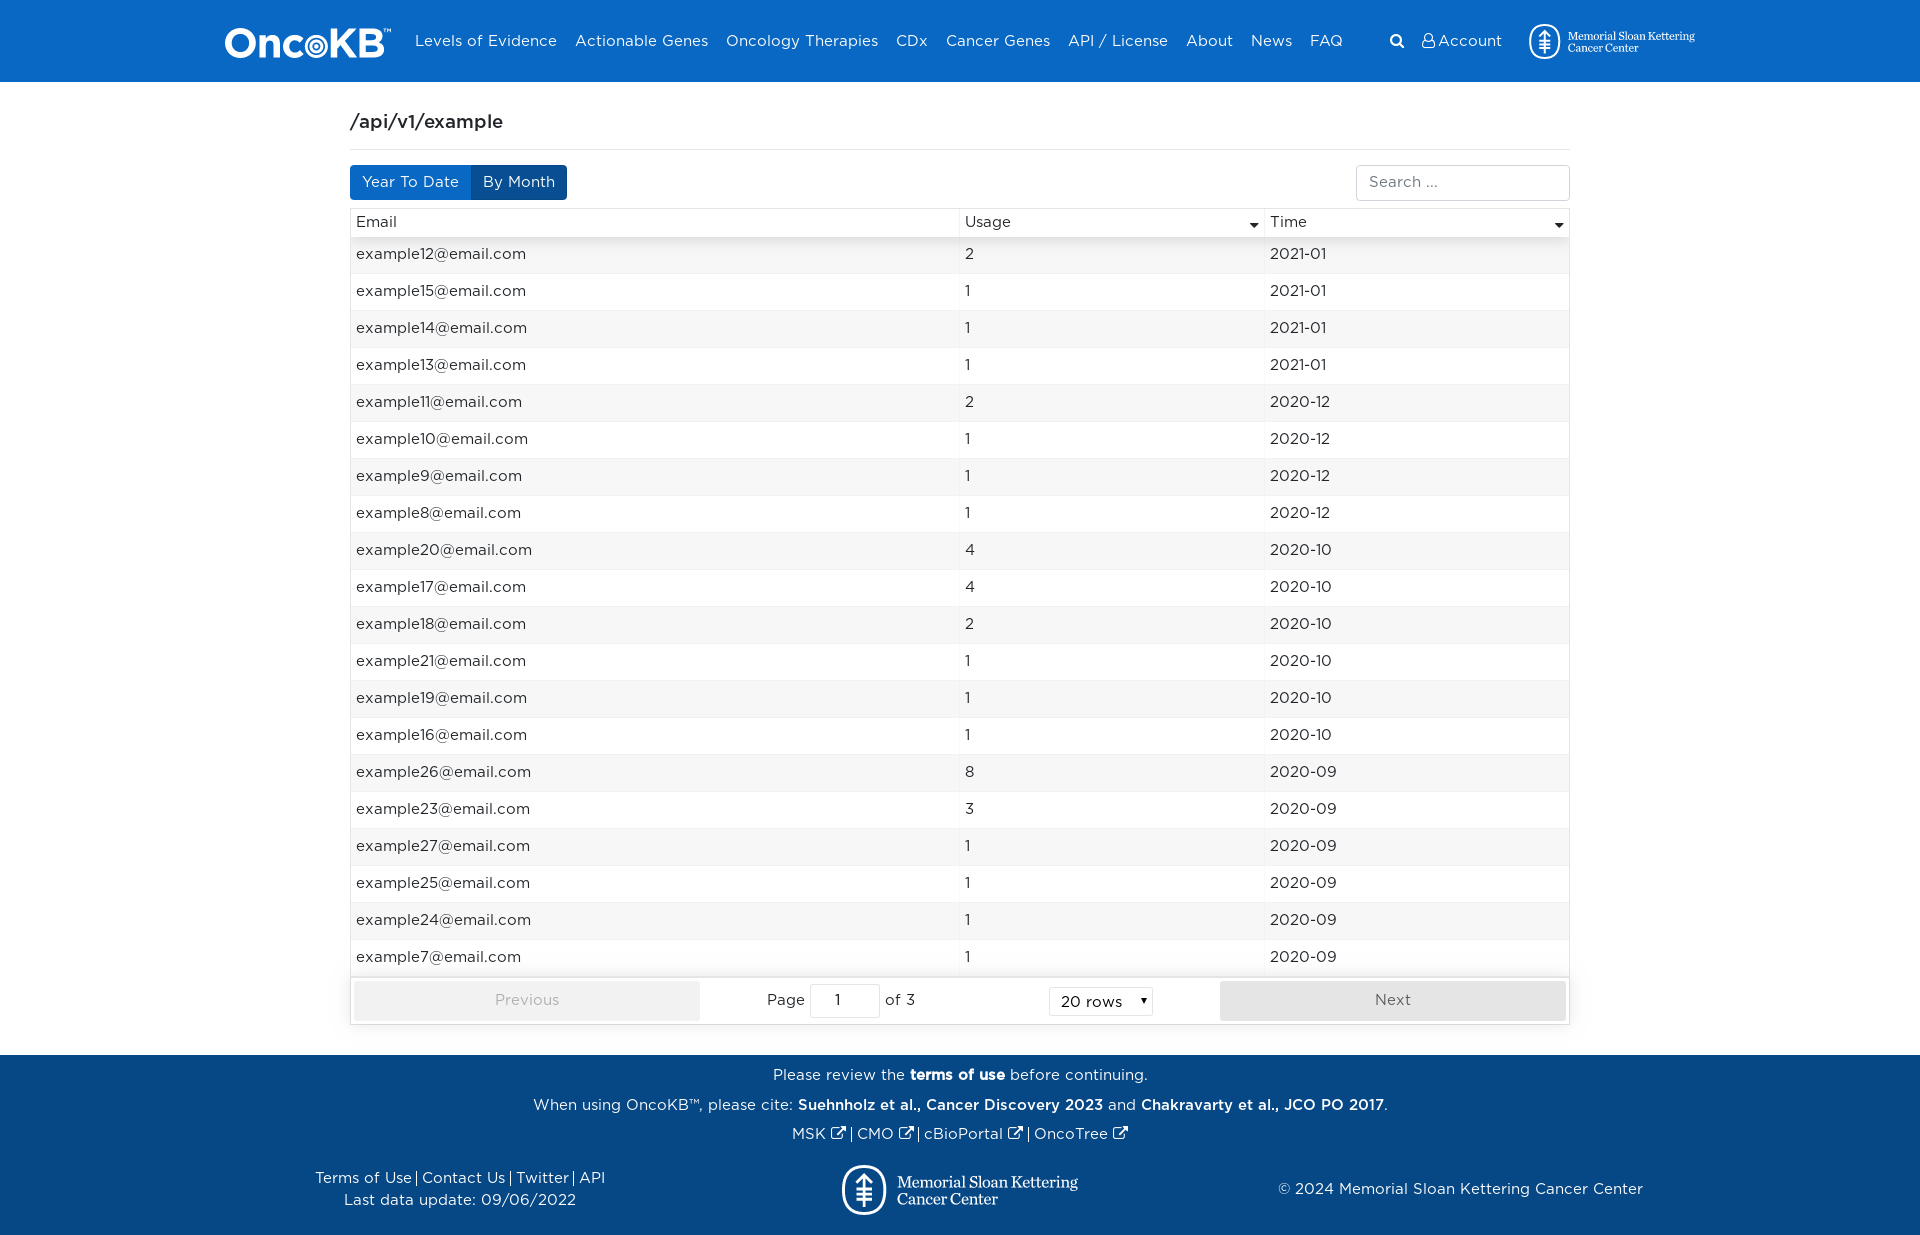 OncoKB™ Levels of Evidence Actionable Genes Oncology Therapies CDx Cancer Genes API / License About News FAQ Account Memorial Sloan Kettering Cancer Center
/api/v1/example
Year To Date By Month Search ...
Email Usage Time
example12@email.com 2 2021-01
example15@email.com 1 2021-01
example14@email.com 1 2021-01
example13@email.com 1 2021-01
example11@email.com 2 2020-12
example10@email.com 1 2020-12
example9@email.com 1 2020-12
example8@email.com 1 2020-12
example20@email.com 4 2020-10
example17@email.com 4 2020-10
example18@email.com 2 2020-10
example21@email.com 1 2020-10
example19@email.com 1 2020-10
example16@email.com 1 2020-10
example26@email.com 8 2020-09
example23@email.com 3 2020-09
example27@email.com 1 2020-09
example25@email.com 1 2020-09
example24@email.com 1 2020-09
example7@email.com 1 2020-09
Previous Page 1 of 3 20 rows Next
Please review the terms of use before continuing.
When using OncoKB™, please cite: Suehnholz et al., Cancer Discovery 2023 and Chakravarty et al., JCO PO 2017.
MSK | CMO | cBioPortal | OncoTree
Terms of Use | Contact Us | Twitter | API
Last data update: 09/06/2022
Memorial Sloan Kettering
Cancer Center
© 2024 Memorial Sloan Kettering Cancer Center